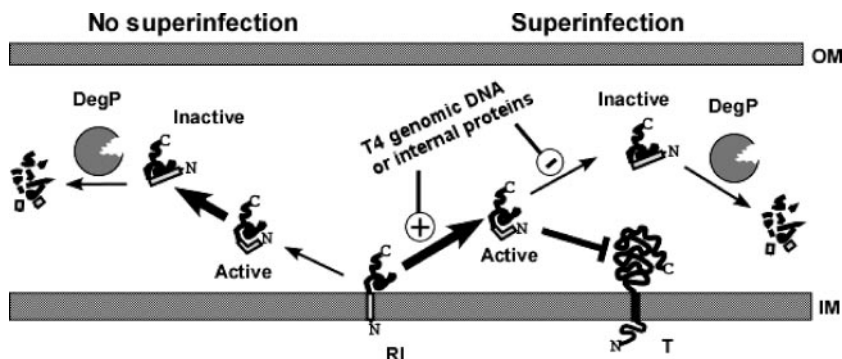 No superinfection
Superinfection
OM
DegP
Inactive
C
N
T4 genomic DNA
or internal proteins
Inactive
DegP
C
N
-
+
C
N
Active
C
N
Active
C
C
IM
N
RI
N
T